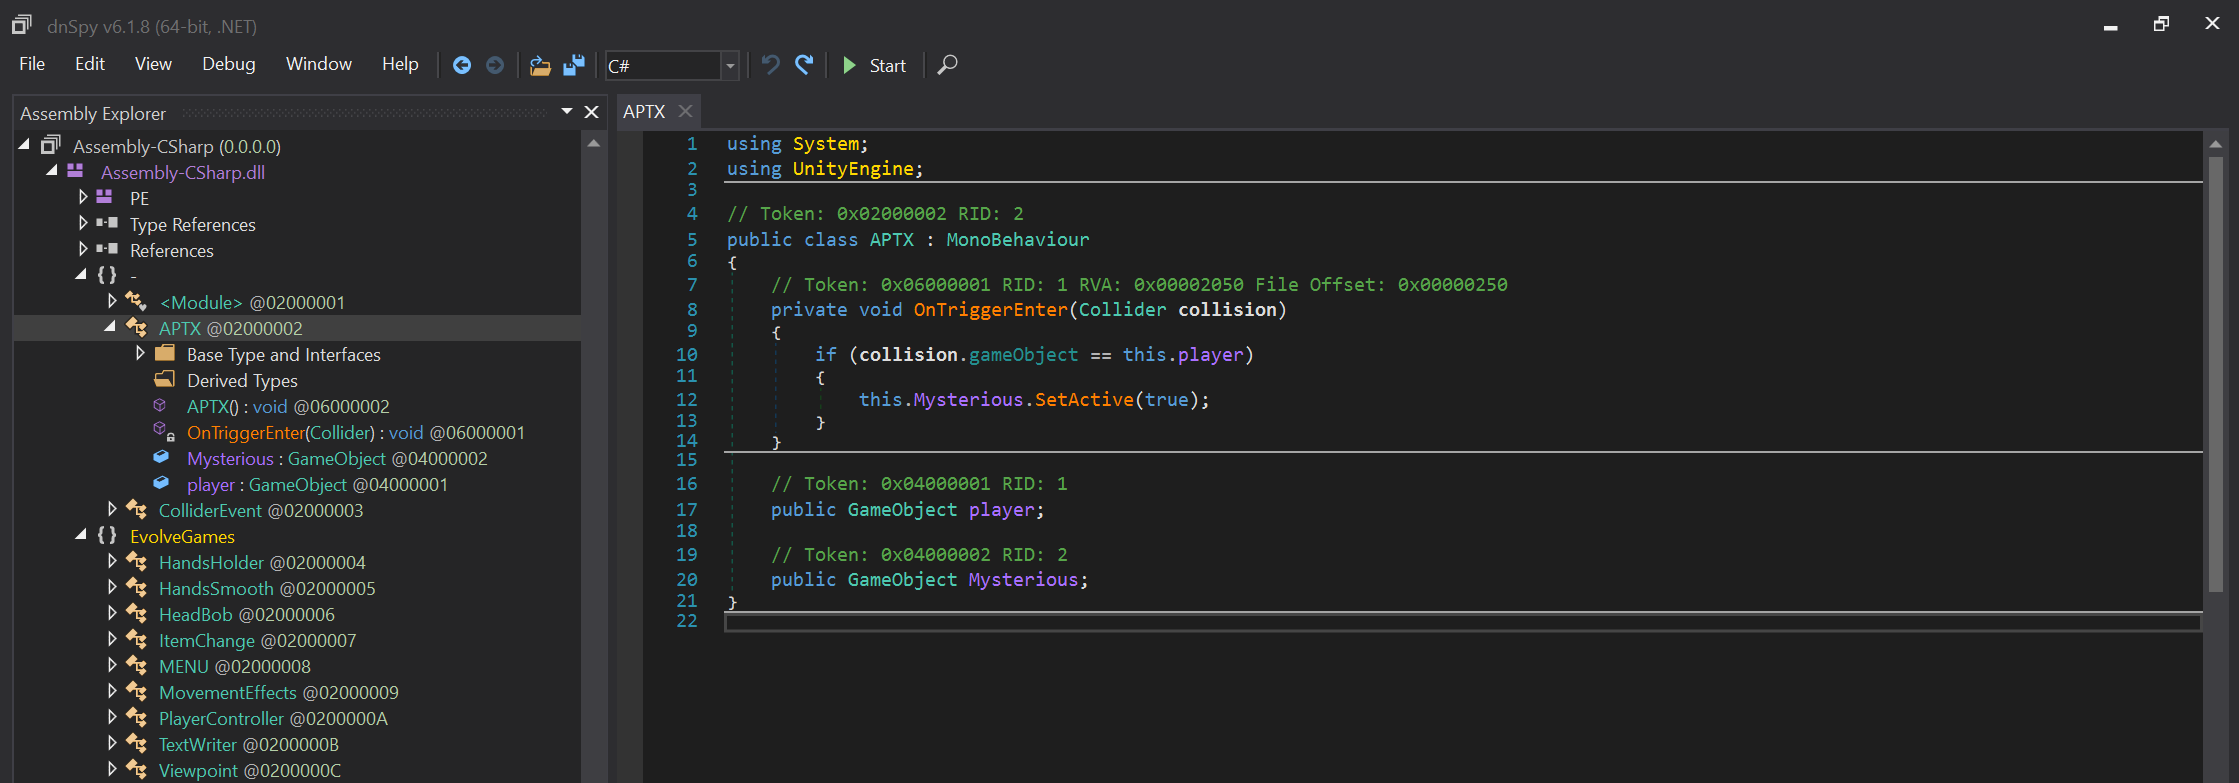 dnSpy v6.1.8 (64-bit, .NET)
File Edit View Debug Window Help C# Start
Assembly Explorer
Assembly-CSharp (0.0.0.0)
Assembly-CSharp.dll
PE
Type References
References
{ } -
<Module> @02000001
APTX @02000002
Base Type and Interfaces
Derived Types
APTX() : void @06000002
OnTriggerEnter(Collider) : void @06000001
Mysterious : GameObject @04000002
player : GameObject @04000001
ColliderEvent @02000003
{ } EvolveGames
HandsHolder @02000004
HandsSmooth @02000005
HeadBob @02000006
ItemChange @02000007
MENU @02000008
MovementEffects @02000009
PlayerController @0200000A
TextWriter @0200000B
Viewpoint @0200000C
APTX
1 using System;
2 using UnityEngine;
3
4 // Token: 0x02000002 RID: 2
5 public class APTX : MonoBehaviour
6 {
7 // Token: 0x06000001 RID: 1 RVA: 0x00002050 File Offset: 0x00000250
8 private void OnTriggerEnter(Collider collision)
9 {
10 if (collision.gameObject == this.player)
11 {
12 this.Mysterious.SetActive(true);
13 }
14 }
15
16 // Token: 0x04000001 RID: 1
17 public GameObject player;
18
19 // Token: 0x04000002 RID: 2
20 public GameObject Mysterious;
21 }
22